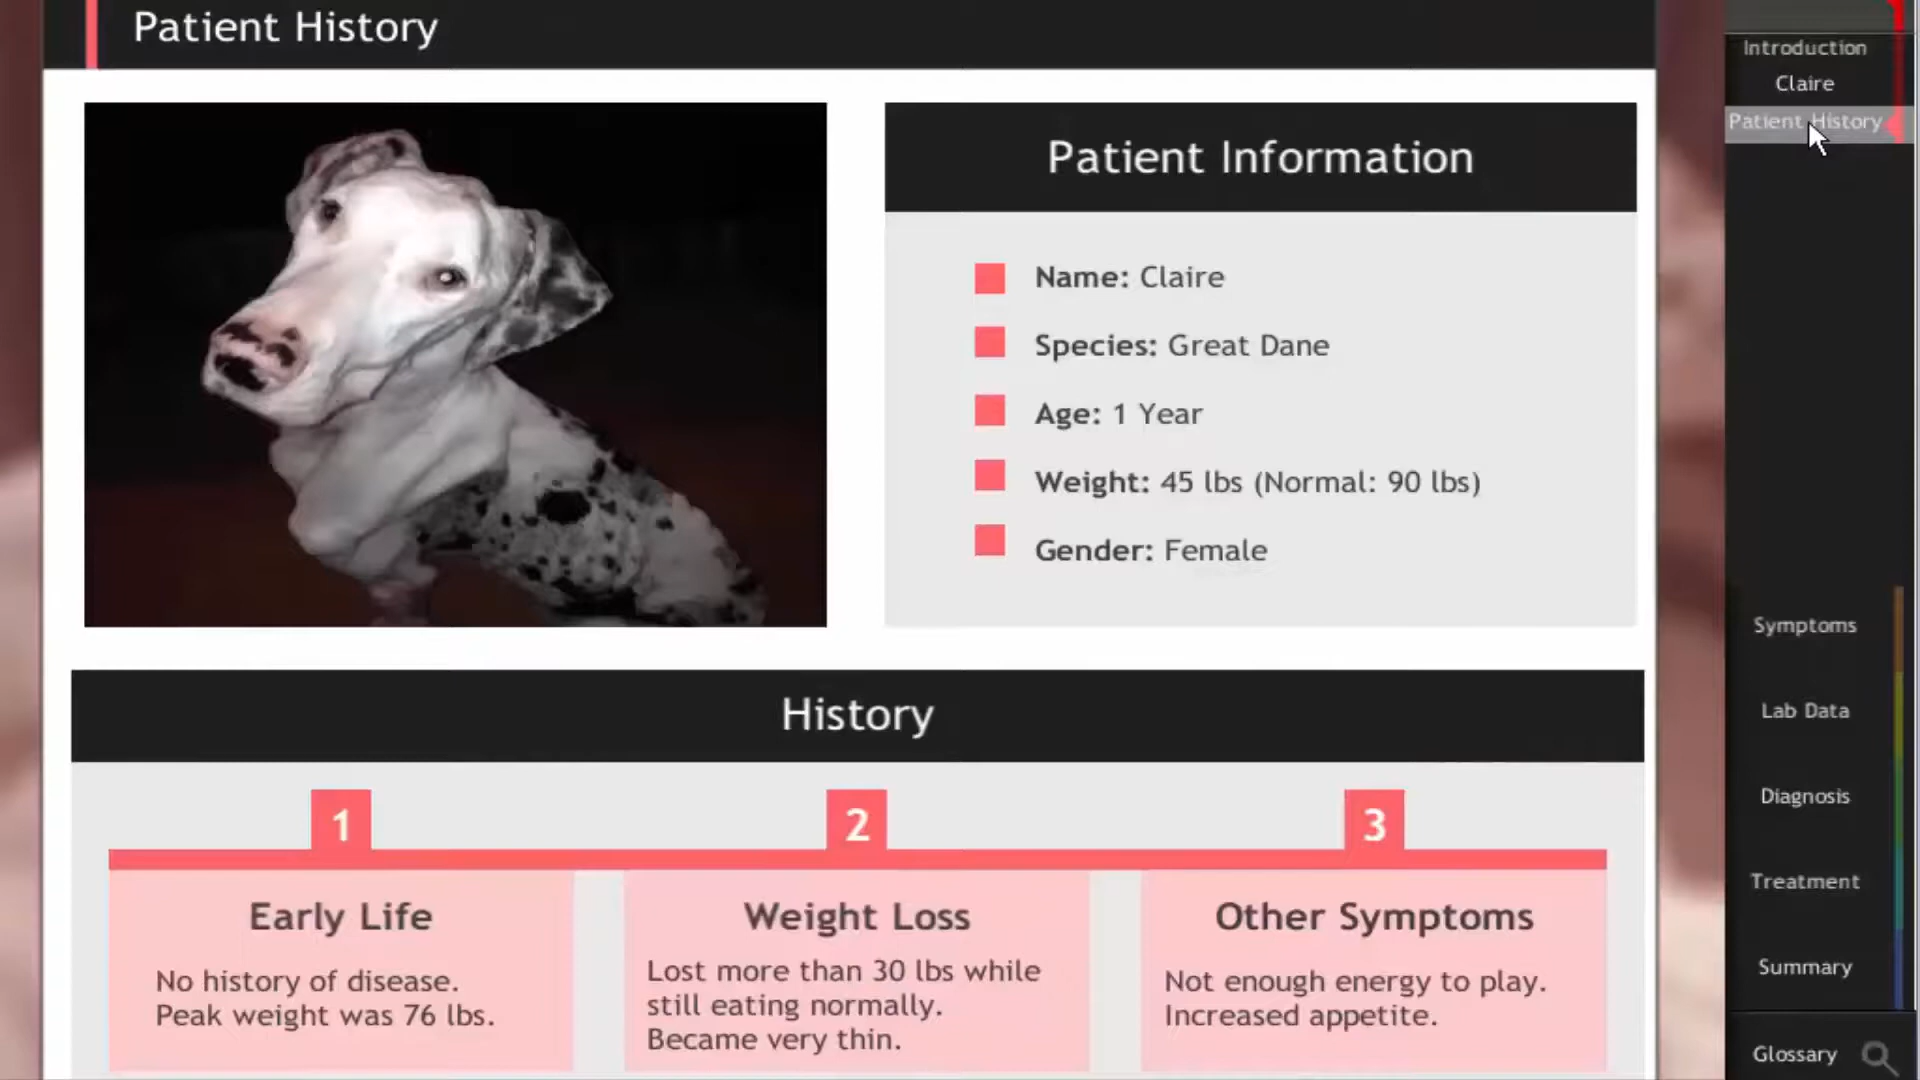 Patient History
Patient Information
Name: Claire
Species: Great Dane
Age: 1 Year
Weight: 45 lbs (Normal: 90 lbs)
Gender: Female
History
1
Early Life
No history of disease.
Peak weight was 76 lbs.
2
Weight Loss
Lost more than 30 lbs while
still eating normally.
Became very thin.
3
Other Symptoms
Not enough energy to play.
Increased appetite.
Introduction
Claire
Patient History
Symptoms
Lab Data
Diagnosis
Treatment
Summary
Glossary